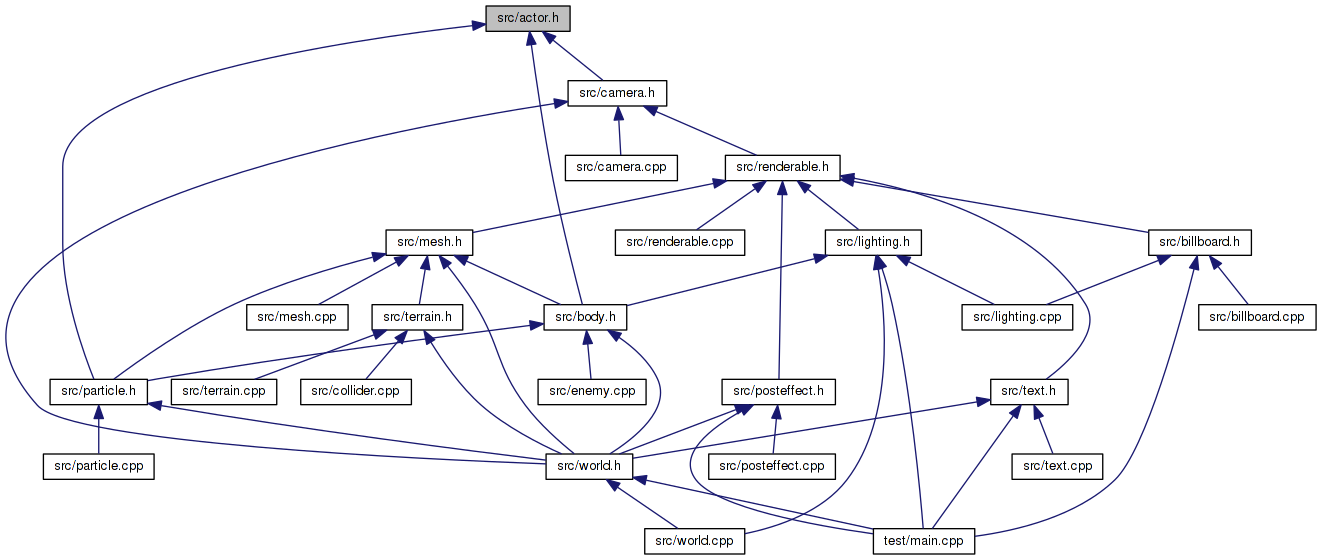 src/actor.h
src/camera.h
src/camera.cpp
src/renderable.h
src/mesh.h
src/renderable.cpp
src/lighting.h
src/billboard.h
src/mesh.cpp
src/terrain.h
src/body.h
src/lighting.cpp
src/billboard.cpp
src/particle.h
src/terrain.cpp
src/collider.cpp
src/enemy.cpp
src/posteffect.h
src/text.h
src/particle.cpp
src/world.h
src/posteffect.cpp
src/text.cpp
src/world.cpp
test/main.cpp